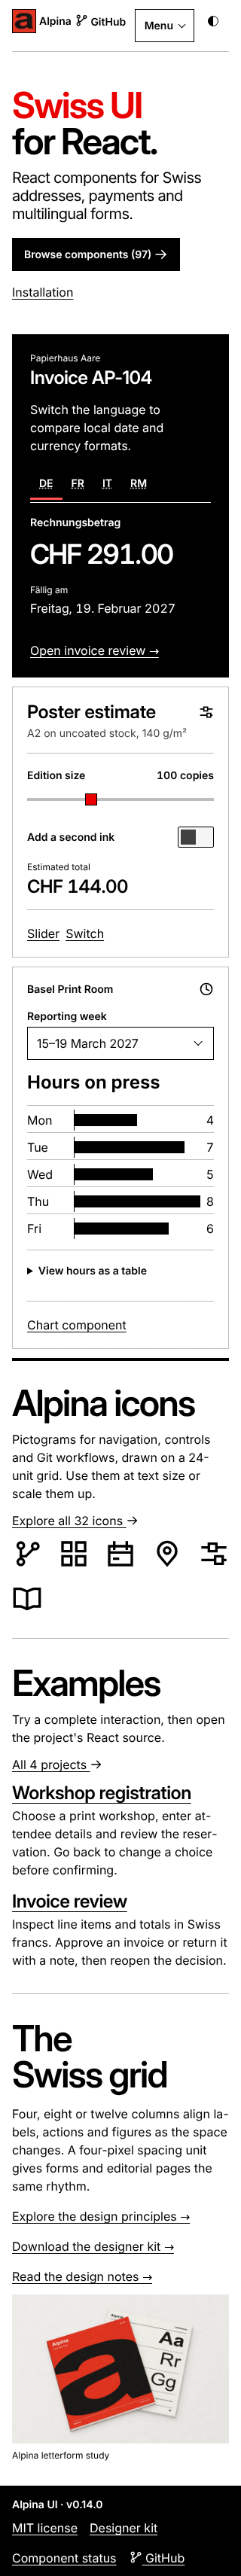 a Alpina GitHub Menu
Swiss UI
for React.
React components for Swiss
addresses, payments and
multilingual forms.
Browse components (97) →
Installation
Papierhaus Aare
Invoice AP-104
Switch the language to
compare local date and
currency formats.
DE FR IT RM
Rechnungsbetrag
CHF 291.00
Fällig am
Freitag, 19. Februar 2027
Open invoice review →
Poster estimate
A2 on uncoated stock, 140 g/m²
Edition size 100 copies
Add a second ink
Estimated total
CHF 144.00
Slider Switch
Basel Print Room
Reporting week
15–19 March 2027
Hours on press
Mon 4
Tue 7
Wed 5
Thu 8
Fri 6
View hours as a table
Chart component
Alpina icons
Pictograms for navigation, controls
and Git workflows, drawn on a 24-
unit grid. Use them at text size or
scale them up.
Explore all 32 icons →
Examples
Try a complete interaction, then open
the project's React source.
All 4 projects →
Workshop registration
Choose a print workshop, enter at-
tendee details and review the reser-
vation. Go back to change a choice
before confirming.
Invoice review
Inspect line items and totals in Swiss
francs. Approve an invoice or return it
with a note, then reopen the decision.
The
Swiss grid
Four, eight or twelve columns align la-
bels, actions and figures as the space
changes. A four-pixel spacing unit
gives forms and editorial pages the
same rhythm.
Explore the design principles →
Download the designer kit →
Read the design notes →
Alpina
a
Aa
Rr
Gg
Alpina letterform study
Alpina UI · v0.14.0
MIT license Designer kit
Component status GitHub